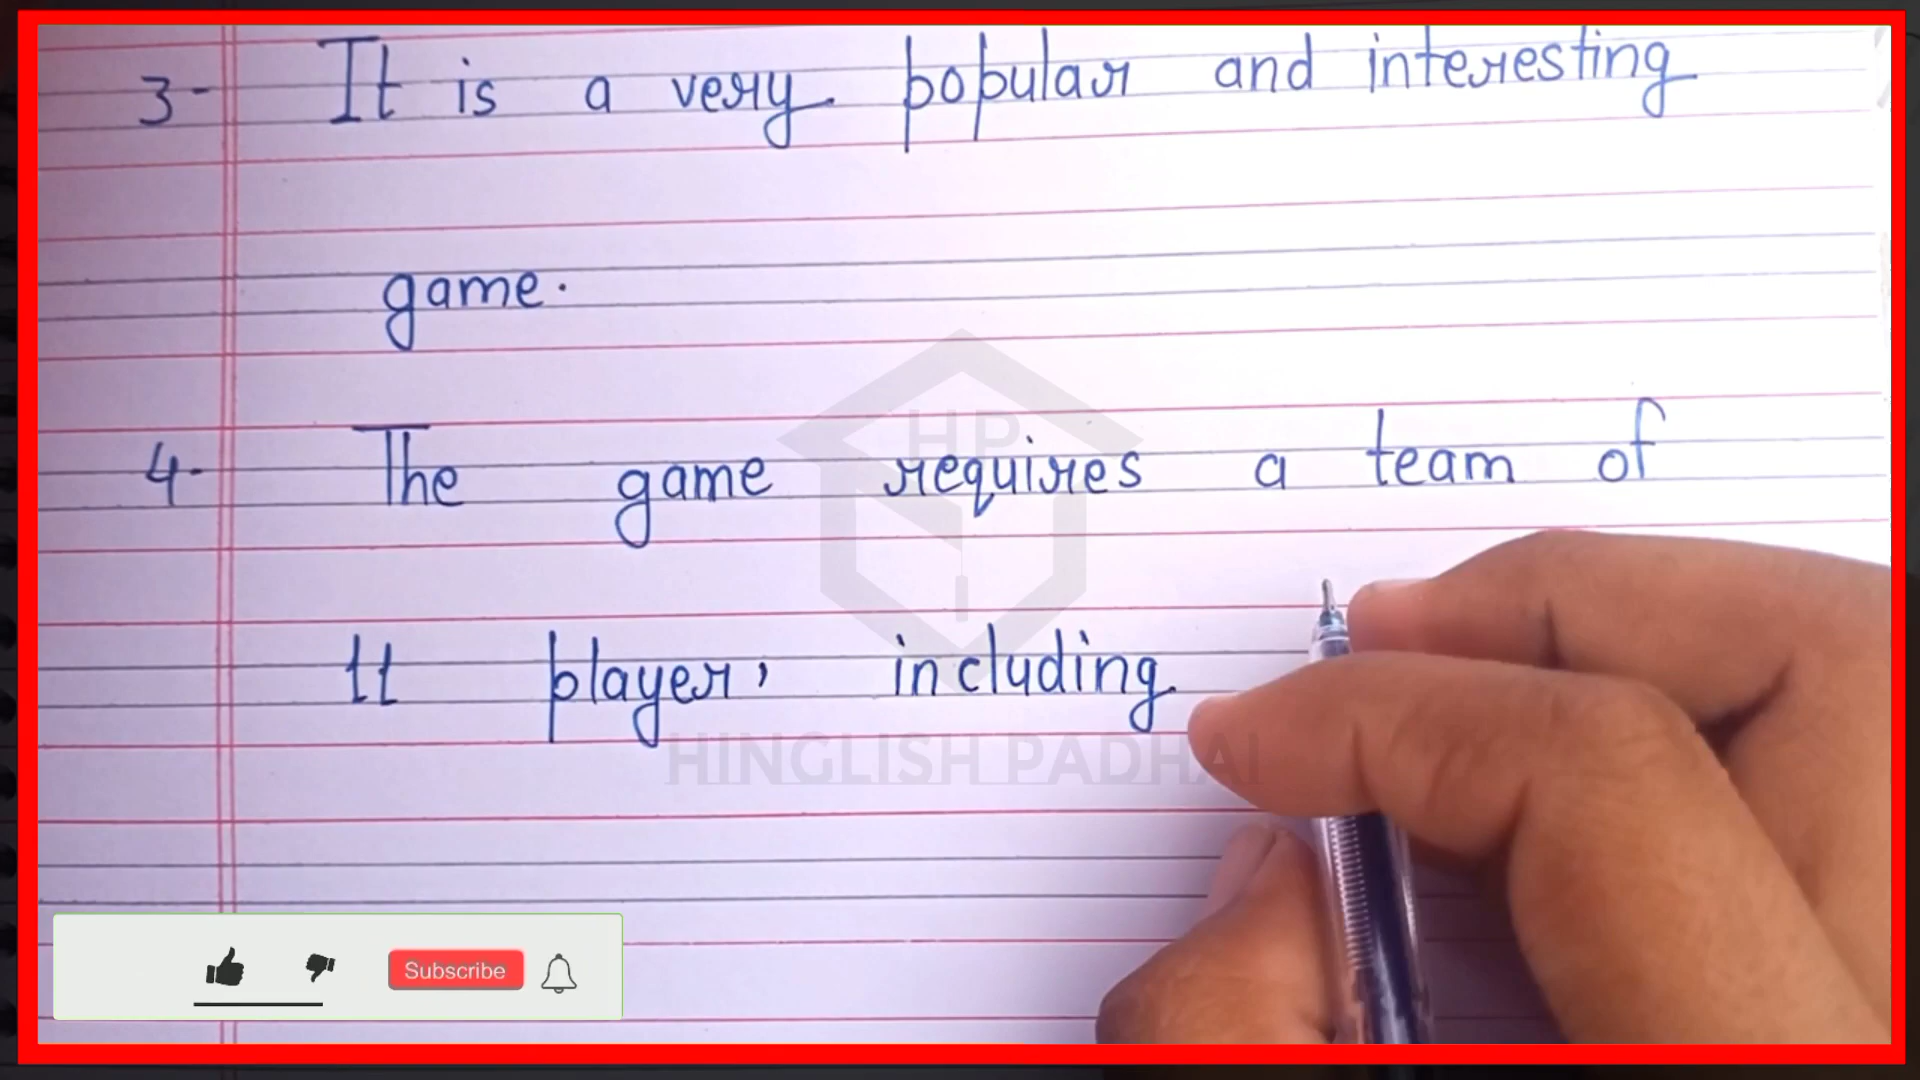 3- It is a very popular and interesting
game.
4- The game requires a team of
11 player, including
HP
HINGLISH PADHAI
Subscribe